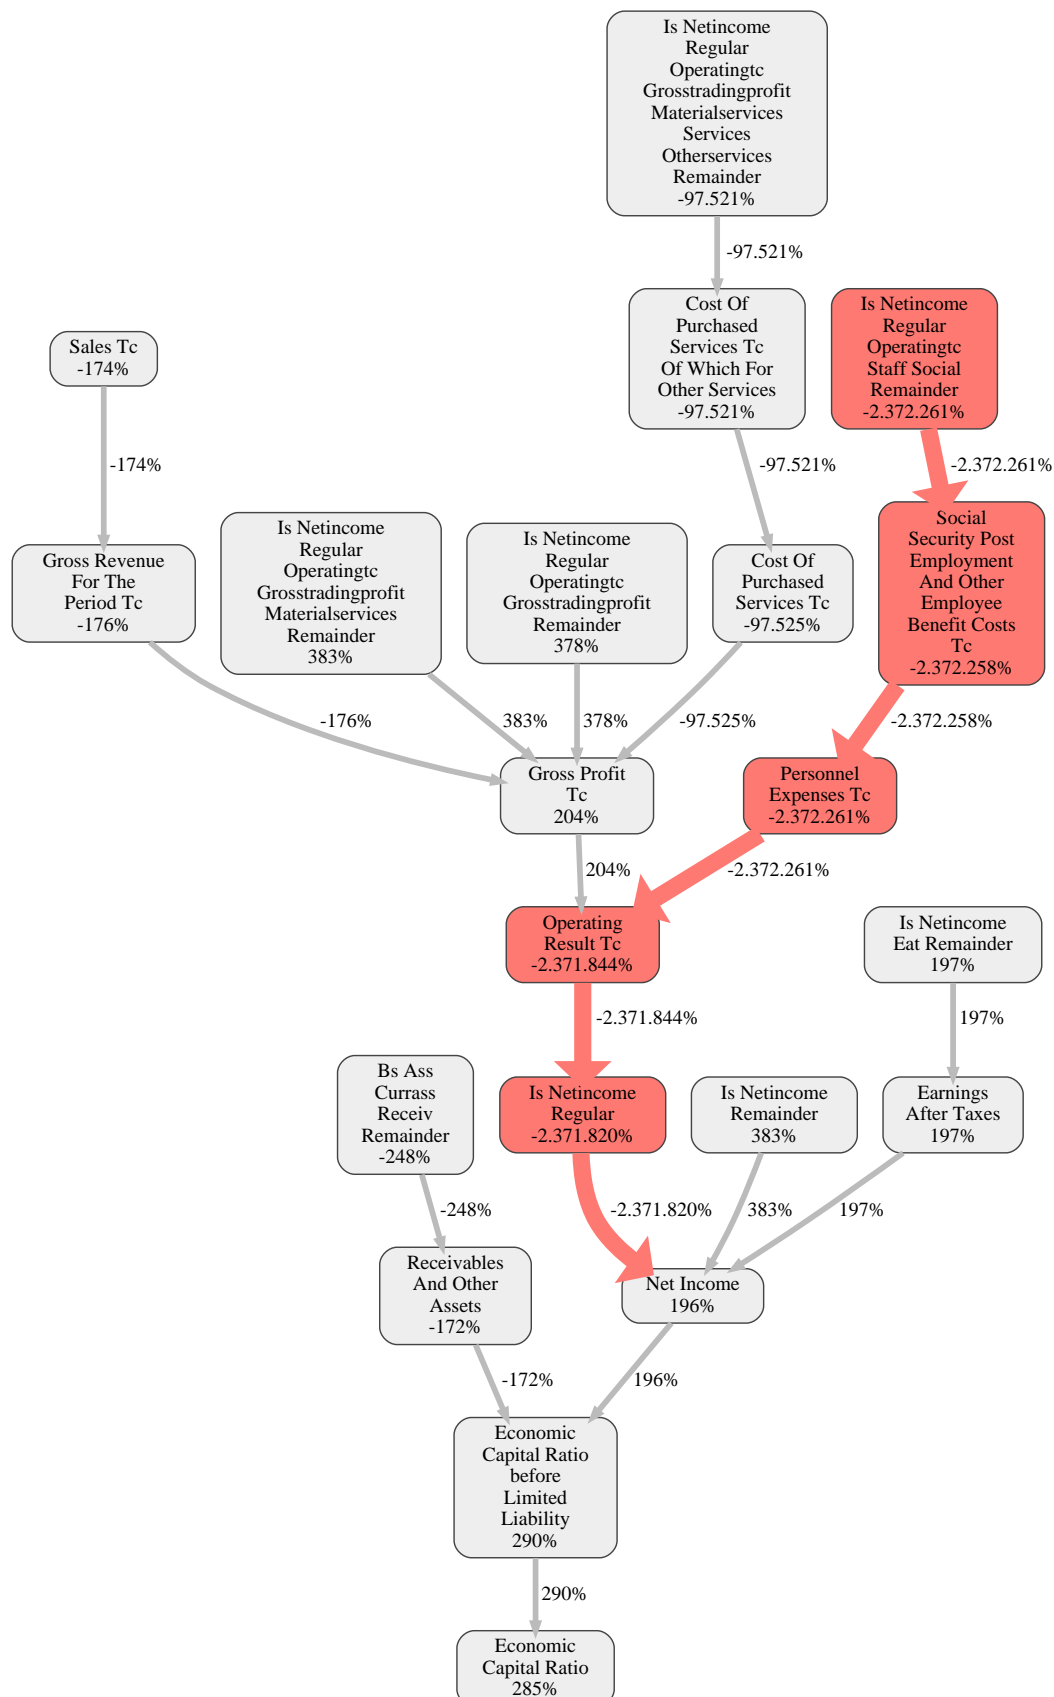 Is Netincome
Regular
Operatingtc
Grosstradingprofit
Materialservices
Services
Otherservices
Remainder
-97.521%
-97.521%
Sales Tc
-174%
Cost Of
Purchased
Services Tc
Of Which For
Other Services
-97.521%
Is Netincome
Regular
Operatingtc
Staff Social
Remainder
-2.372.261%
-174%
-97.521%
-2.372.261%
Gross Revenue
For The
Period Tc
-176%
Is Netincome
Regular
Operatingtc
Grosstradingprofit
Materialservices
Remainder
383%
Is Netincome
Regular
Operatingtc
Grosstradingprofit
Remainder
378%
Cost Of
Purchased
Services Tc
-97.525%
Social
Security Post
Employment
And Other
Employee
Benefit Costs
Tc
-2.372.258%
-176%
383%
378%
-97.525%
-2.372.258%
Gross Profit
Tc
204%
Personnel
Expenses Tc
-2.372.261%
204%
-2.372.261%
Operating
Result Tc
-2.371.844%
Is Netincome
Eat Remainder
197%
-2.371.844%
197%
Bs Ass
Currass
Receiv
Remainder
-248%
Is Netincome
Regular
-2.371.820%
Is Netincome
Remainder
383%
Earnings
After Taxes
197%
-248%
-2.371.820%
383%
197%
Receivables
And Other
Assets
-172%
Net Income
196%
-172%
196%
Economic
Capital Ratio
before
Limited
Liability
290%
290%
Economic
Capital Ratio
285%